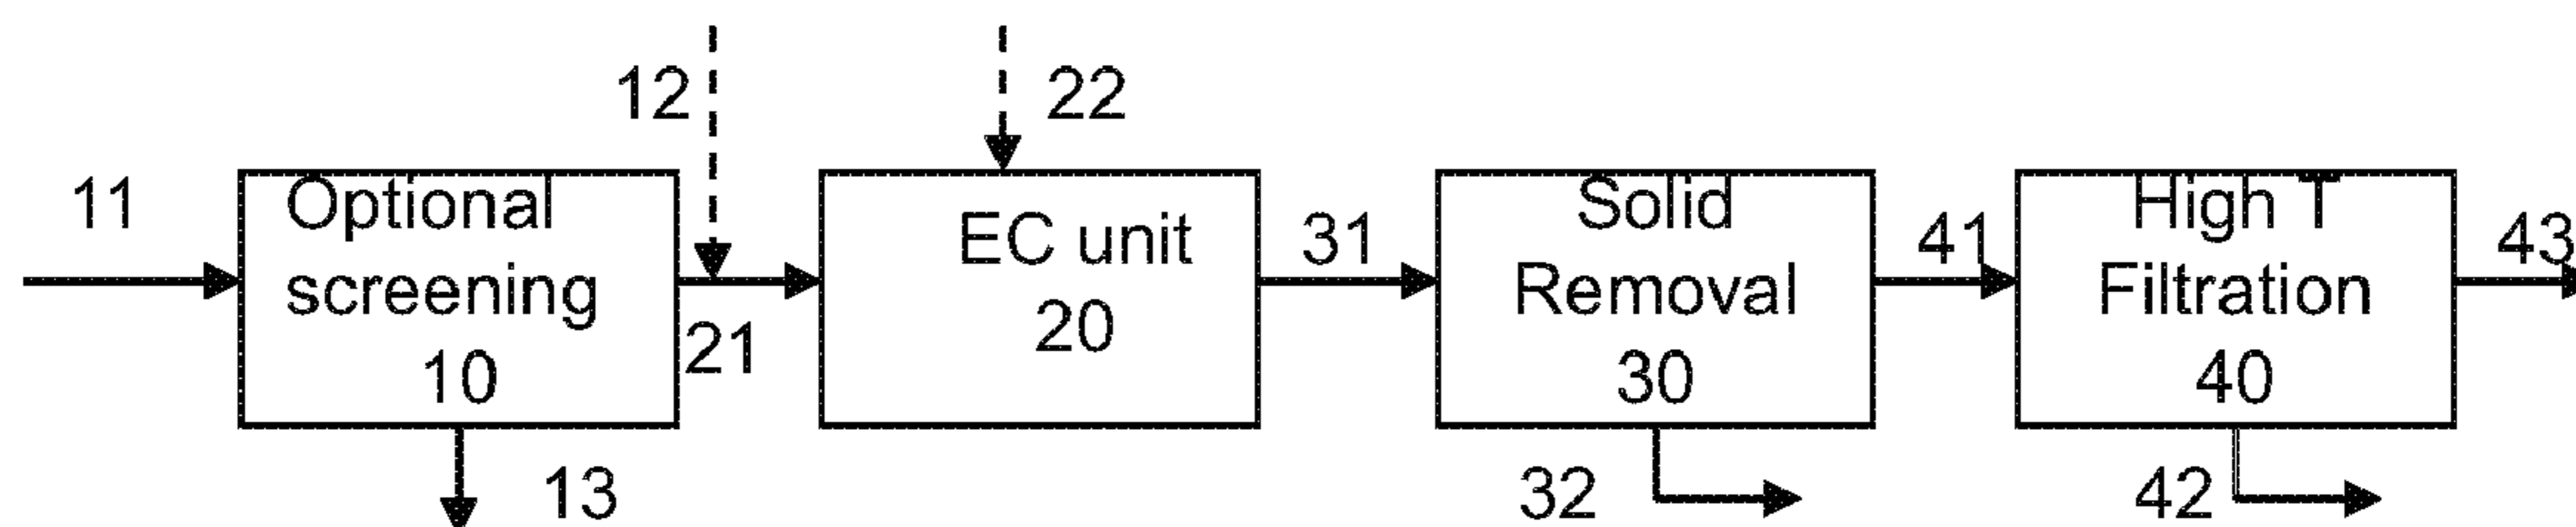 12
22
11
Optional
screening
10
21
EC unit
20
31
Solid
Removal
30
41
High T
Filtration
40
43
13
32
42